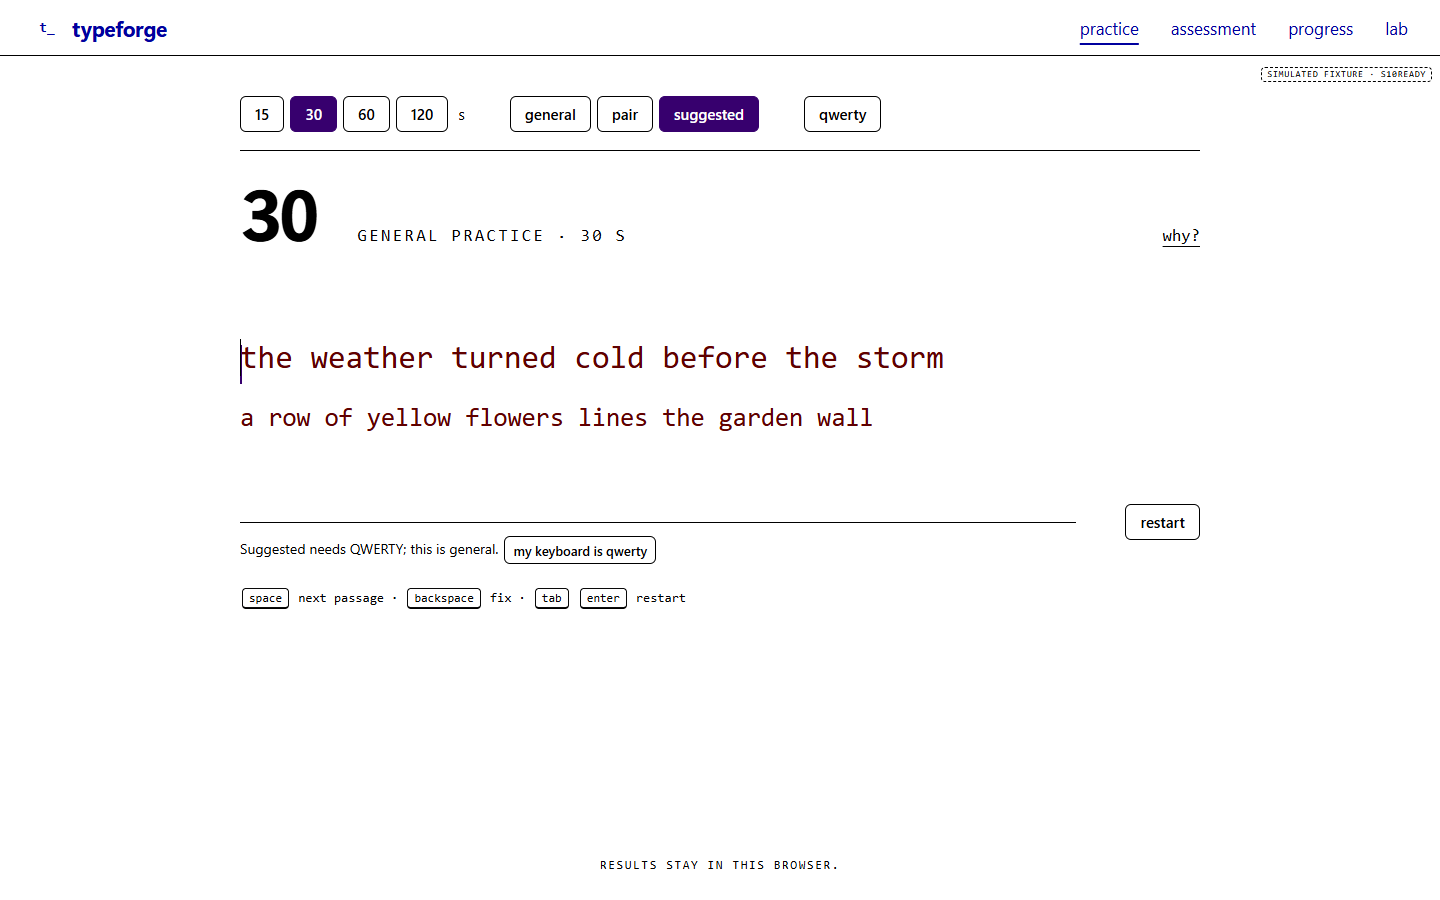 t_ typeforge practice assessment progress lab
SIMULATED FIXTURE · S10READY
15 30 60 120 s general pair suggested qwerty
30 GENERAL PRACTICE · 30 S why?
the weather turned cold before the storm
a row of yellow flowers lines the garden wall
restart
Suggested needs QWERTY; this is general. my keyboard is qwerty
space next passage · backspace fix · tab enter restart
RESULTS STAY IN THIS BROWSER.